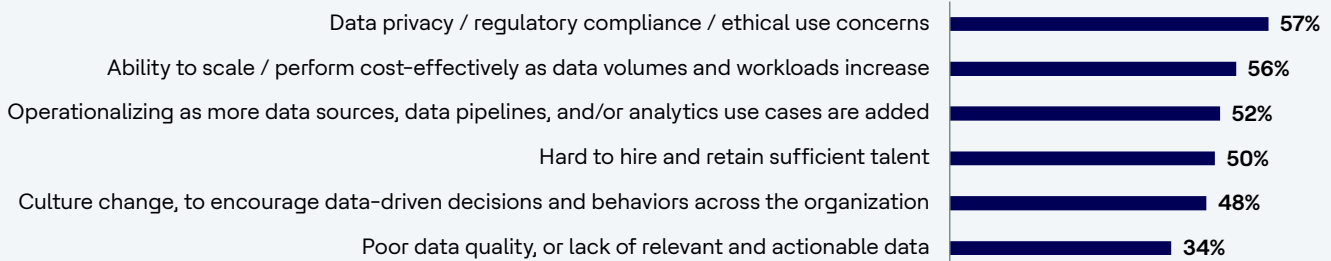 Data privacy / regulatory compliance / ethical use concerns 57%
Ability to scale / perform cost-effectively as data volumes and workloads increase 56%
Operationalizing as more data sources, data pipelines, and/or analytics use cases are added 52%
Hard to hire and retain sufficient talent 50%
Culture change, to encourage data-driven decisions and behaviors across the organization 48%
Poor data quality, or lack of relevant and actionable data 34%